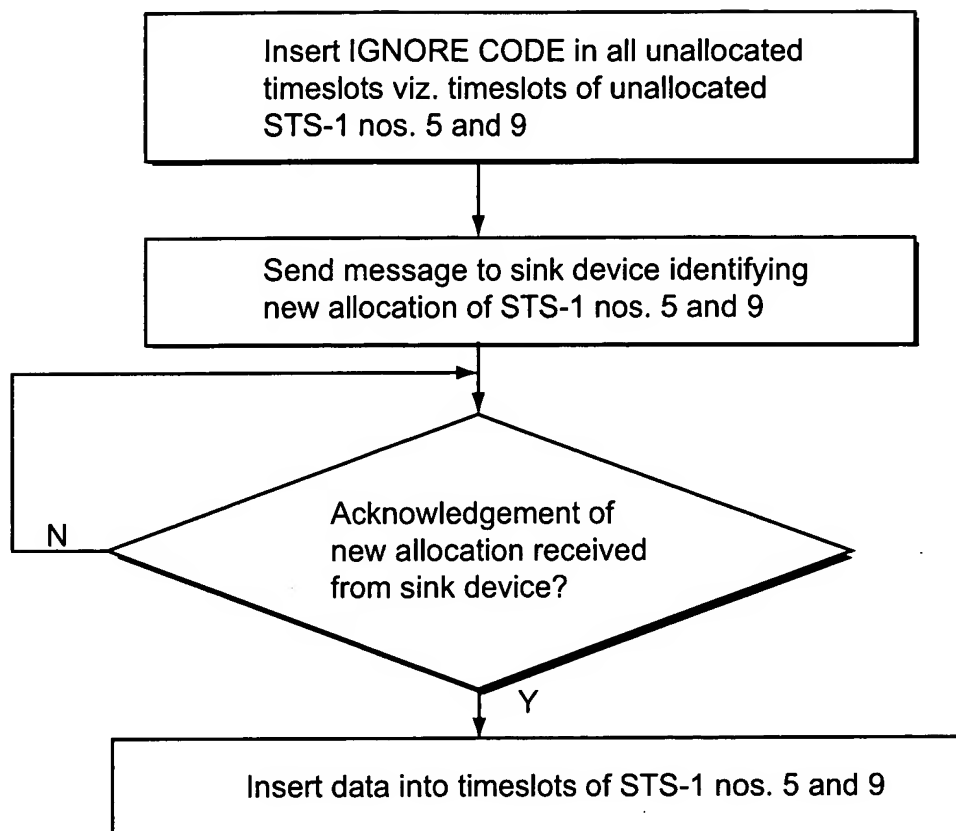 Insert IGNORE CODE in all unallocated
timeslots viz. timeslots of unallocated
STS-1 nos. 5 and 9
Send message to sink device identifying
new allocation of STS-1 nos. 5 and 9
Acknowledgement of
new allocation received
from sink device?
N
Y
Insert data into timeslots of STS-1 nos. 5 and 9